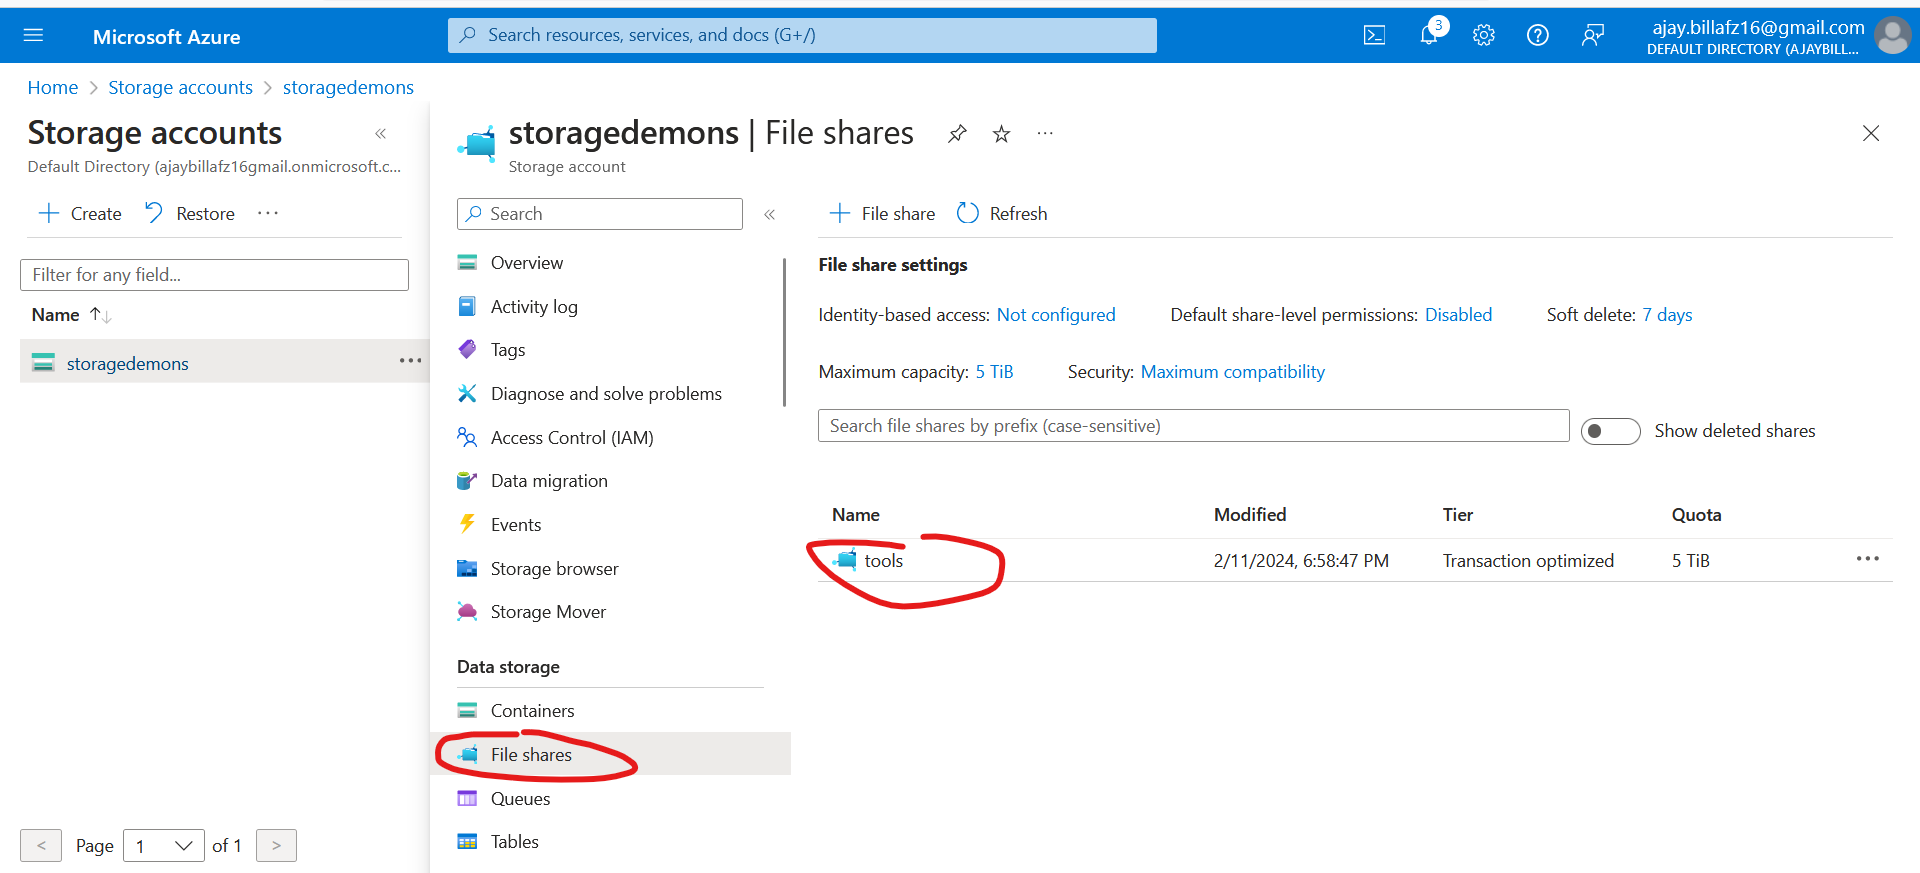 Microsoft Azure
Search resources, services, and docs (G+/)
3
ajay.billafz16@gmail.com
DEFAULT DIRECTORY (AJAYBILL...
Home > Storage accounts > storagedemons
Storage accounts
Default Directory (ajaybillafz16gmail.onmicrosoft.c...
Create
Restore
Filter for any field...
Name
storagedemons
< Page 1 of 1 >
storagedemons | File shares
Storage account
Search
Overview
Activity log
Tags
Diagnose and solve problems
Access Control (IAM)
Data migration
Events
Storage browser
Storage Mover
Data storage
Containers
File shares
Queues
Tables
File share
Refresh
File share settings
Identity-based access: Not configured Default share-level permissions: Disabled Soft delete: 7 days
Maximum capacity: 5 TiB Security: Maximum compatibility
Search file shares by prefix (case-sensitive)
Show deleted shares
Name Modified Tier Quota
tools 2/11/2024, 6:58:47 PM Transaction optimized 5 TiB